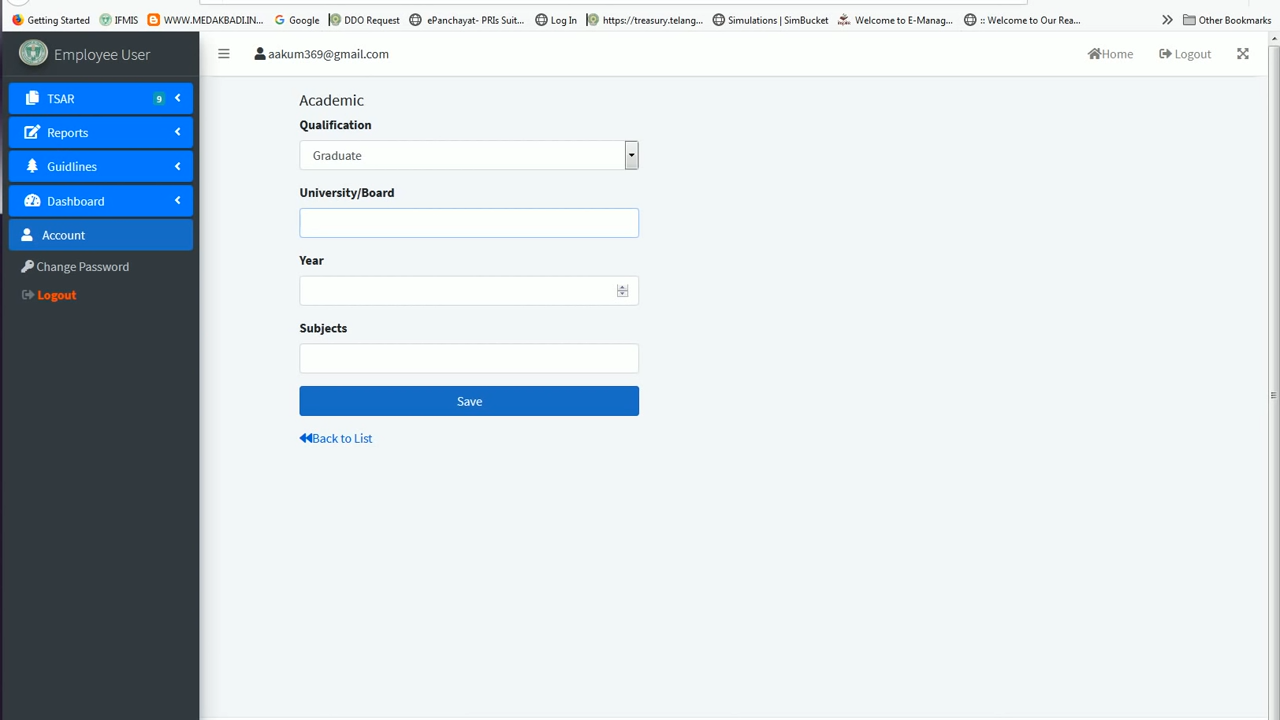 Getting Started IFMIS WWW.MEDAKBADI.IN... Google DDO Request ePanchayat- PRIs Suit... Log In https://treasury.telang... Simulations | SimBucket Welcome to E-Manag... :: Welcome to Our Rea... Other Bookmarks
Employee User
aakum369@gmail.com
Home Logout
TSAR 9
Reports
Guidlines
Dashboard
Account
Change Password
Logout
Academic
Qualification
Graduate
University/Board
Year
Subjects
Save
Back to List